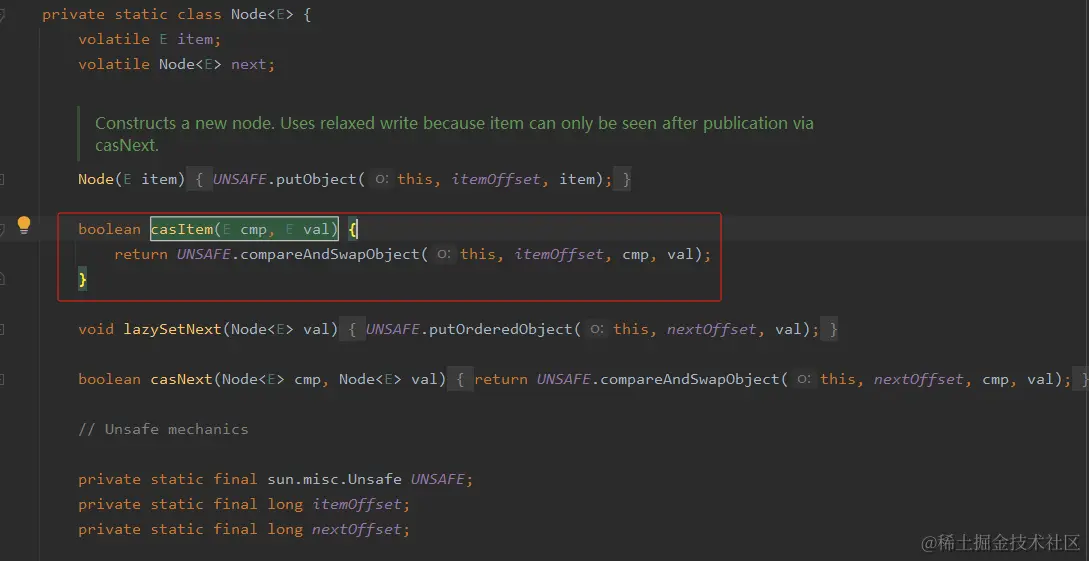 private static class Node<E> {
volatile E item;
volatile Node<E> next;
Constructs a new node. Uses relaxed write because item can only be seen after publication via
casNext.
Node(E item) { UNSAFE.putObject( o: this, itemOffset, item); }
boolean casItem(E cmp, E val) {
return UNSAFE.compareAndSwapObject( o: this, itemOffset, cmp, val);
}
void lazySetNext(Node<E> val) { UNSAFE.putOrderedObject( o: this, nextOffset, val); }
boolean casNext(Node<E> cmp, Node<E> val) { return UNSAFE.compareAndSwapObject( o: this, nextOffset, cmp, val); }
// Unsafe mechanics
private static final sun.misc.Unsafe UNSAFE;
private static final long itemOffset;
private static final long nextOffset;
@稀土掘金技术社区